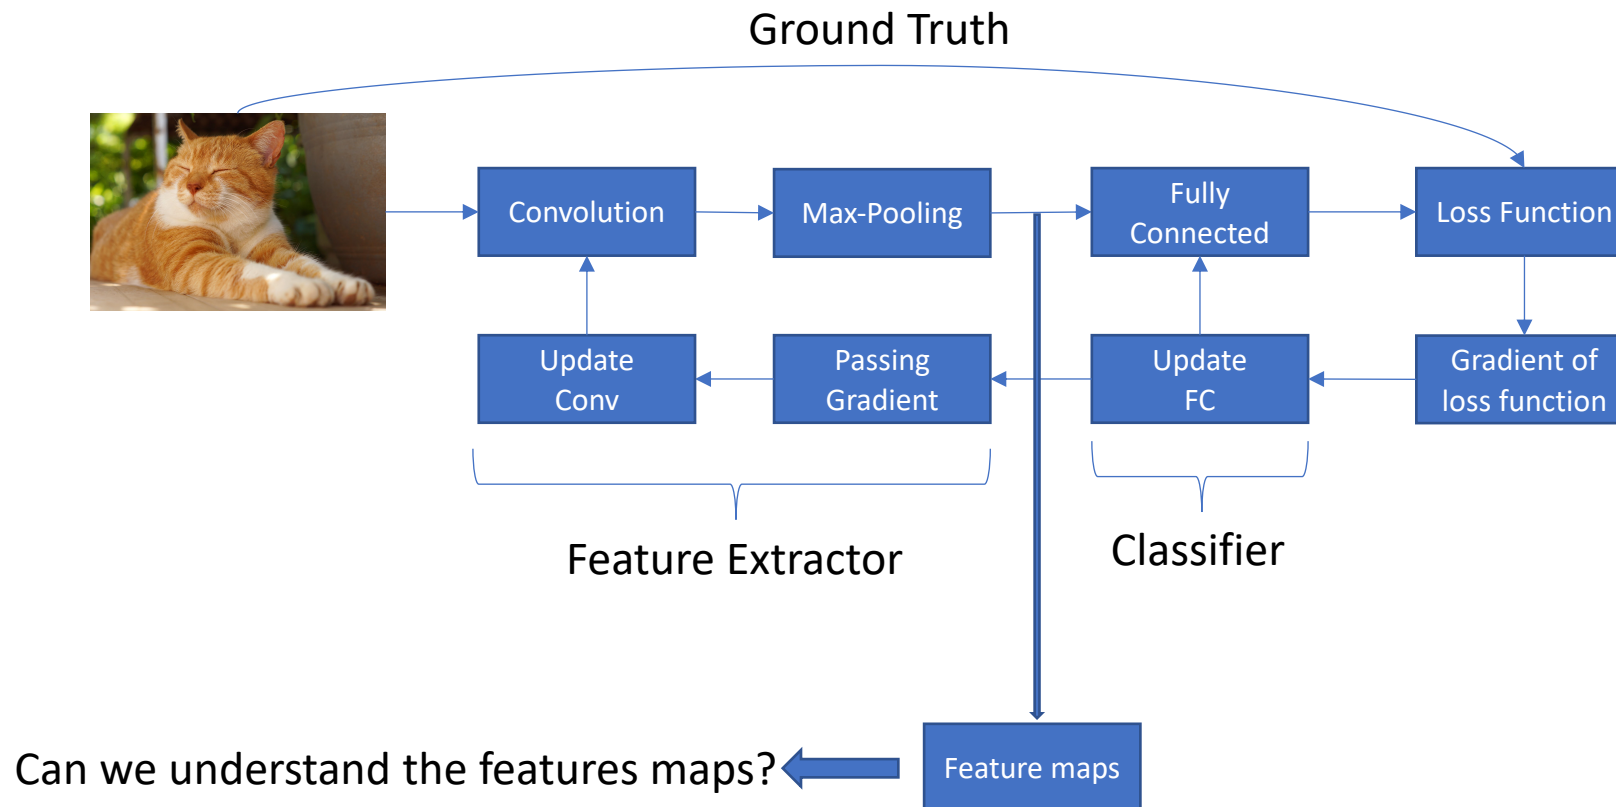 Ground Truth
Convolution
Max-Pooling
Fully
Connected
Loss Function
Update
Conv
Passing
Gradient
Update
FC
Gradient of
loss function
Feature Extractor
Classifier
Can we understand the features maps?
Feature maps